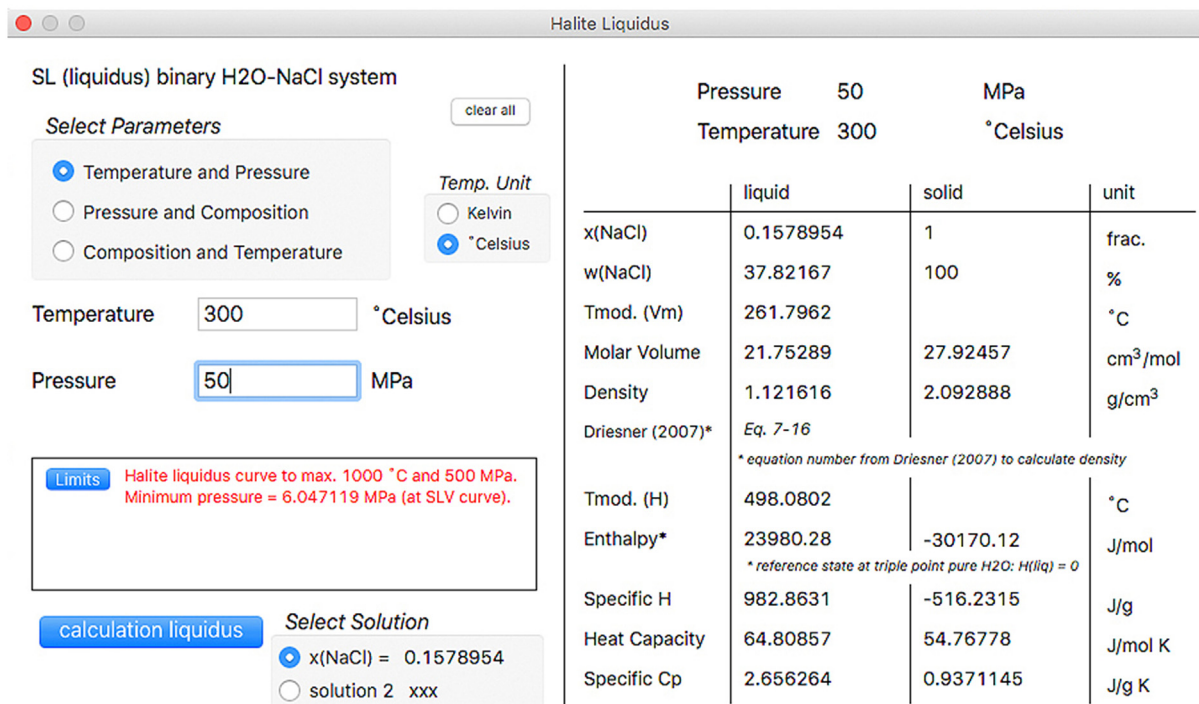 Halite Liquidus
SL (liquidus) binary H2O-NaCl system
clear all
Select Parameters
Temperature and Pressure
Pressure and Composition
Composition and Temperature
Temp. Unit
Kelvin
˚Celsius
Temperature 300 ˚Celsius
Pressure 50 MPa
Limits
Halite liquidus curve to max. 1000 ˚C and 500 MPa.
Minimum pressure = 6.047119 MPa (at SLV curve).
calculation liquidus
Select Solution
x(NaCl) = 0.1578954
solution 2 xxx
Pressure 50 MPa
Temperature 300 ˚Celsius
liquid solid unit
x(NaCl) 0.1578954 1 frac.
w(NaCl) 37.82167 100 %
Tmod. (Vm) 261.7962 ˚C
Molar Volume 21.75289 27.92457 cm³/mol
Density 1.121616 2.092888 g/cm³
Driesner (2007)* Eq. 7-16
* equation number from Driesner (2007) to calculate density
Tmod. (H) 498.0802 ˚C
Enthalpy* 23980.28 -30170.12 J/mol
* reference state at triple point pure H2O: H(liq) = 0
Specific H 982.8631 -516.2315 J/g
Heat Capacity 64.80857 54.76778 J/mol K
Specific Cp 2.656264 0.9371145 J/g K